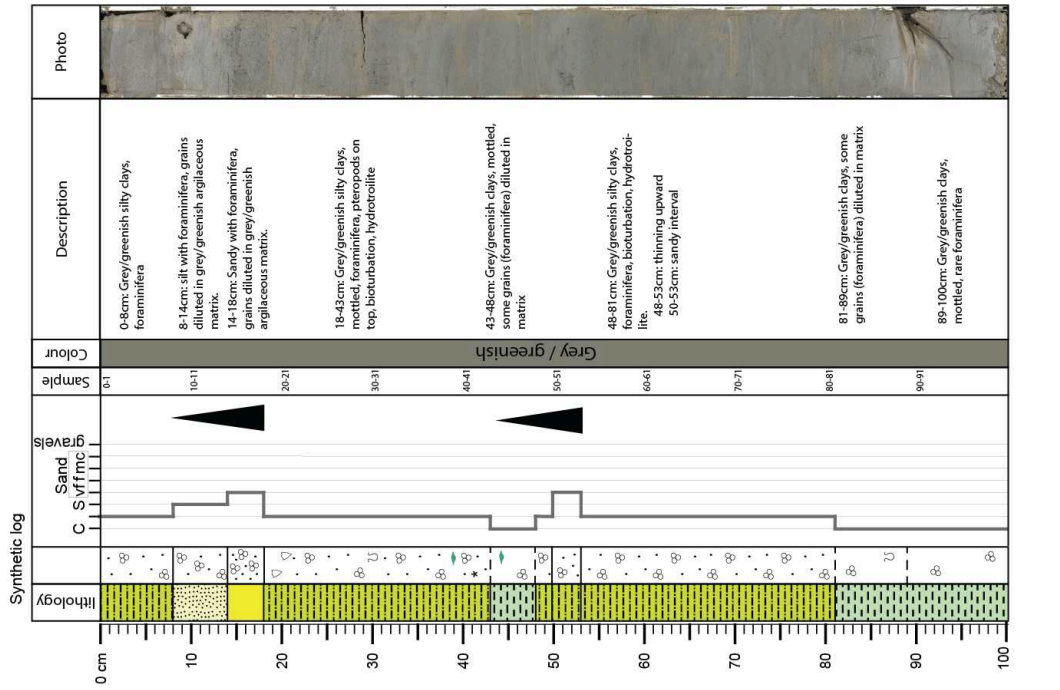 Photo
Description
0-8cm: Grey/greenish silty clays,
foraminifera
8-14cm: silt with foraminifera, grains
diluted in grey/greenish argilaceous
matrix.
14-18cm: Sandy with foraminifera,
grains diluted in grey/greenish
argilaceous matrix.
18-43cm: Grey/greenish silty clays,
mottled, foraminifera, pteropods on
top, bioturbation, hydrotroilite
43-48cm: Grey/greenish clays, mottled,
some grains (foraminifera) diluted in
matrix
48-81cm: Grey/greenish silty clays,
foraminifera, bioturbation, hydrotroi-
lite.
48-53cm: thinning upward
50-53cm: sandy interval
81-89cm: Grey/greenish clays, some
grains (foraminifera) diluted in matrix
89-100cm: Grey/greenish clays,
mottled, rare foraminifera
Colour
Grey / greenish
Sample
0-1
10-11
20-21
30-31
40-41
50-51
60-61
70-71
80-81
90-91
Synthetic log
gravels
Sand
C S vf f m c
lithology
0 cm
10
20
30
40
50
60
70
80
90
100